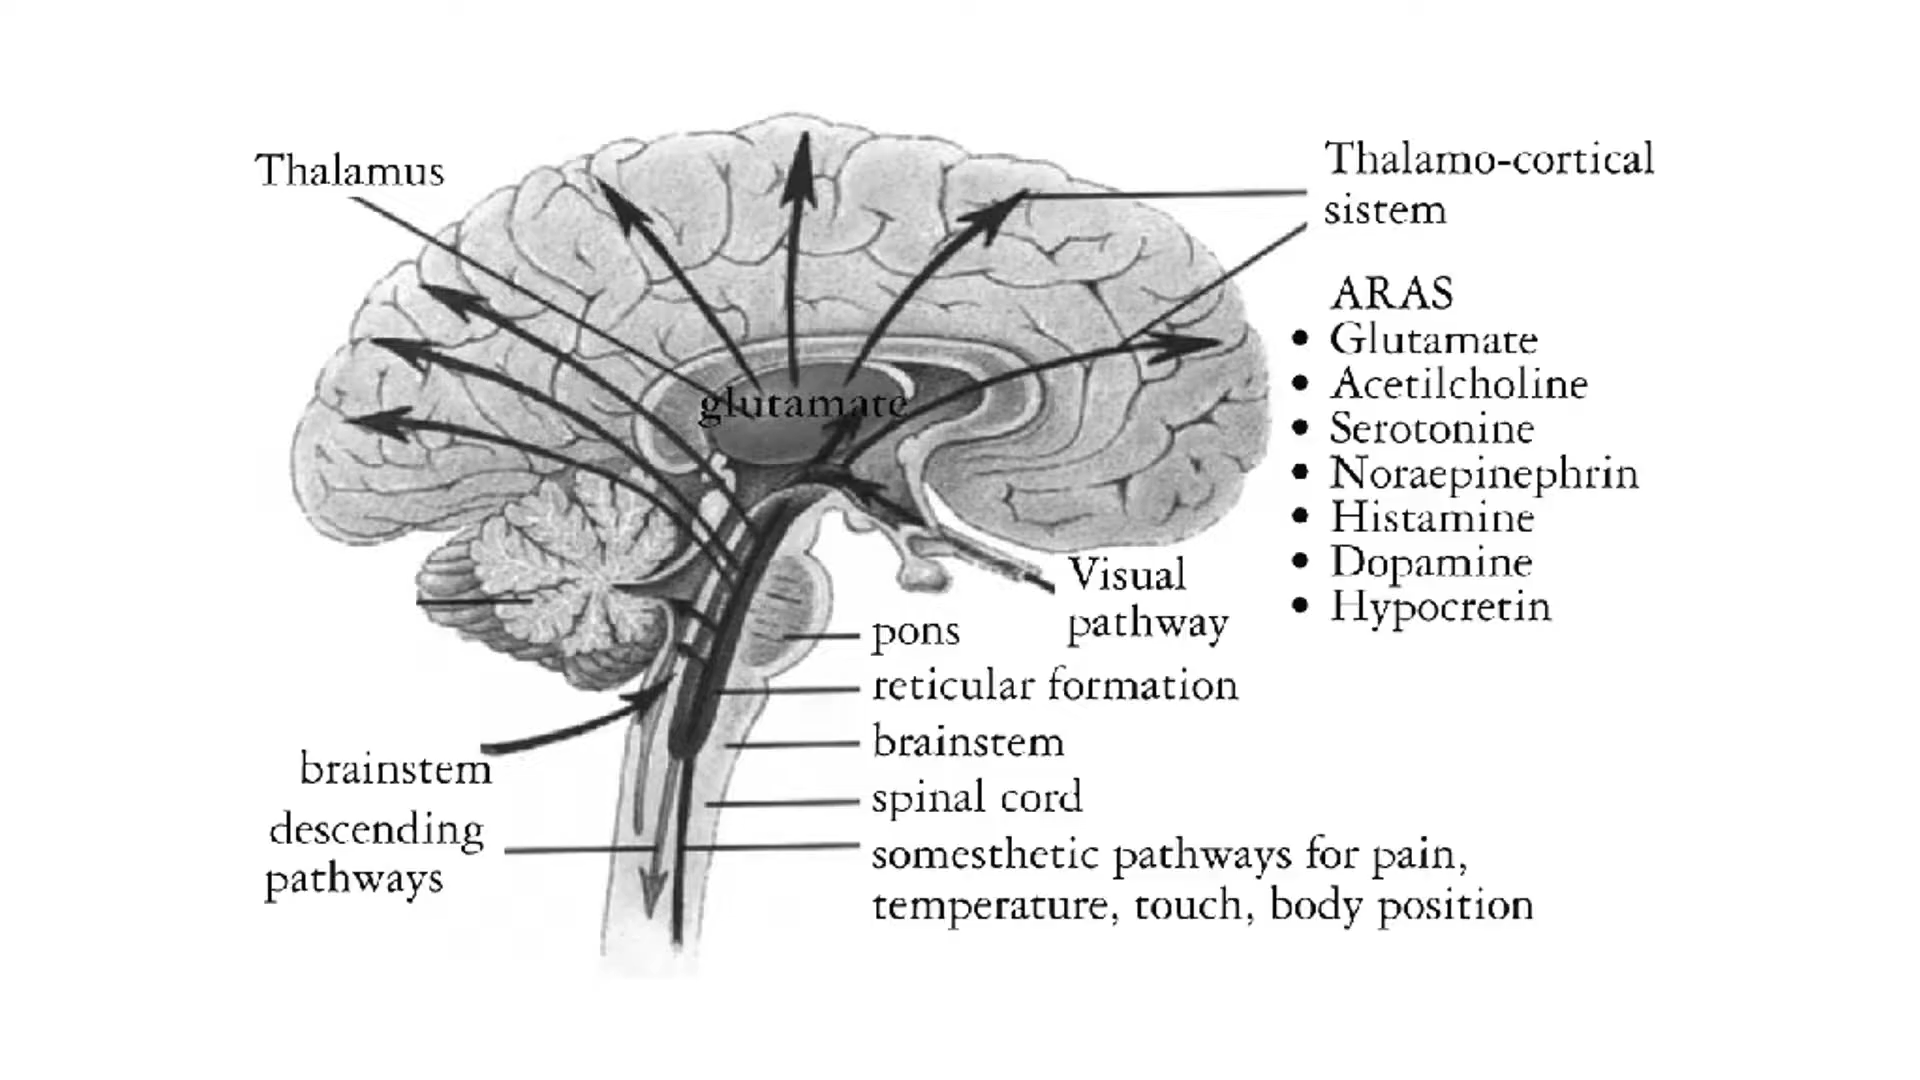 Thalamus
Thalamo-cortical
sistem
ARAS
• Glutamate
• Acetilcholine
• Serotonine
• Noraepinephrin
• Histamine
• Dopamine
• Hypocretin
glutamate
Visual
pathway
pons
reticular formation
brainstem
spinal cord
somesthetic pathways for pain,
temperature, touch, body position
brainstem
descending
pathways